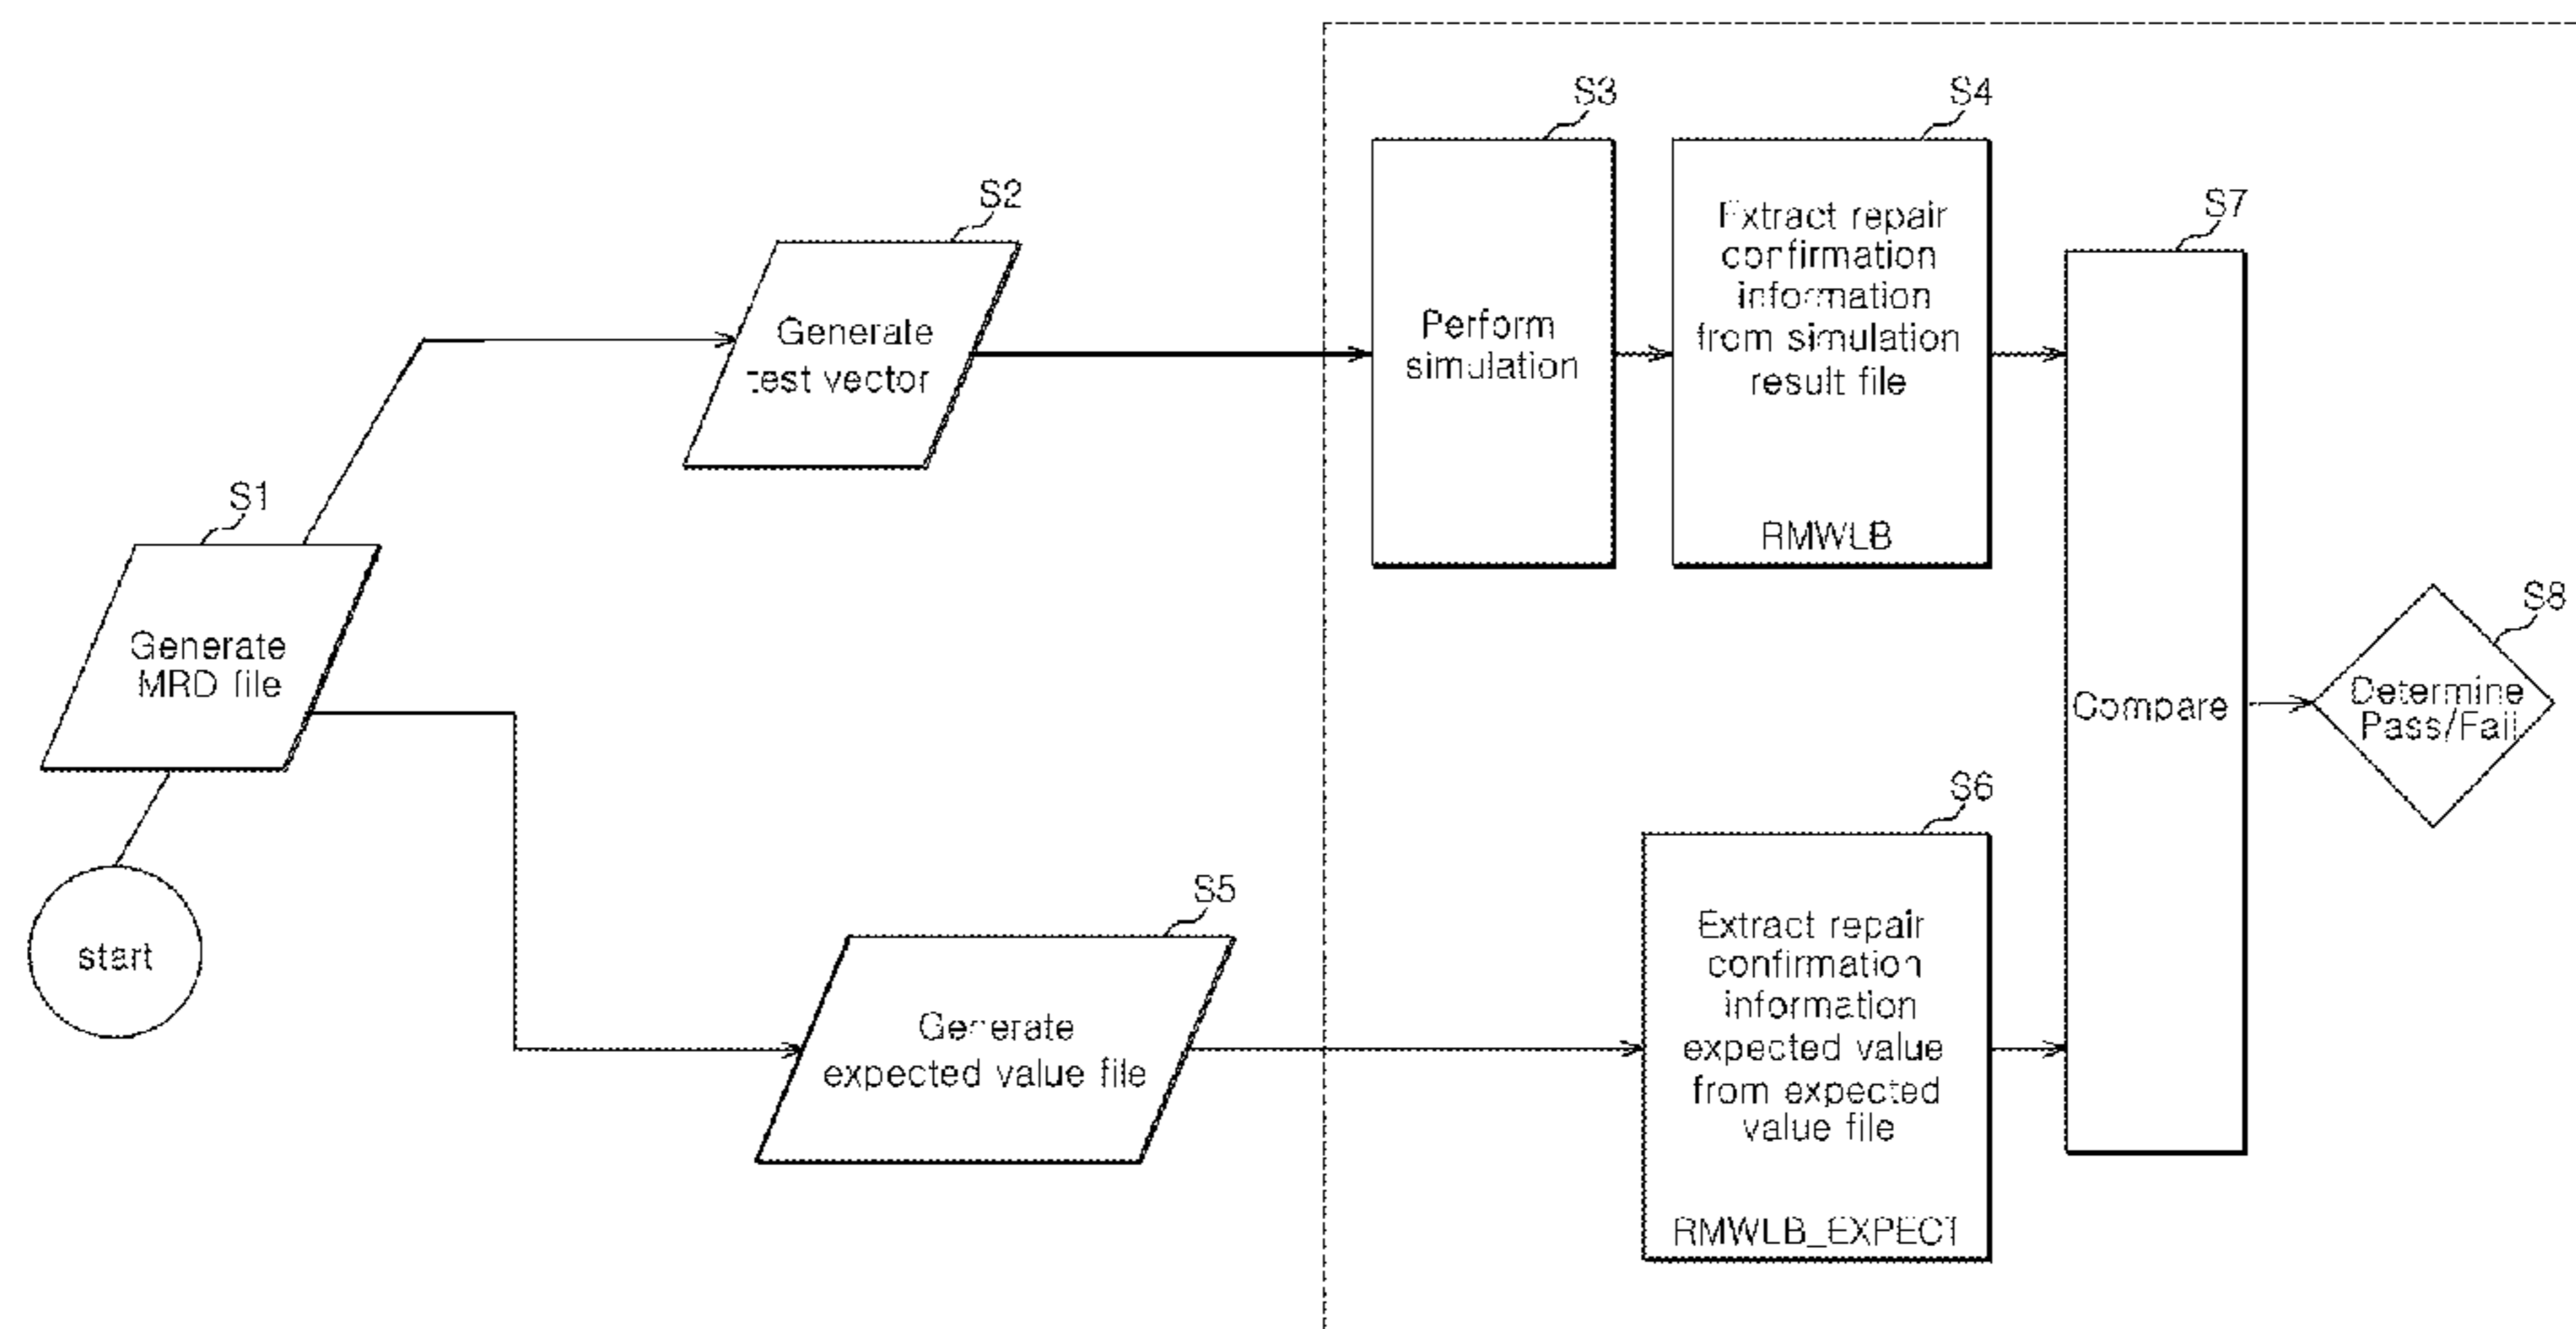 S1
Generate
MRD file
start
S2
Generate
test vector
S3
Perform
simulation
S4
Extract repair
confirmation
information
from simulation
result file
RMWLB
S5
Generate
expected value file
S6
Extract repair
confirmation
information
expected value
from expected
value file
RMWLB_EXPECT
S7
Compare
S8
Determine
Pass/Fail